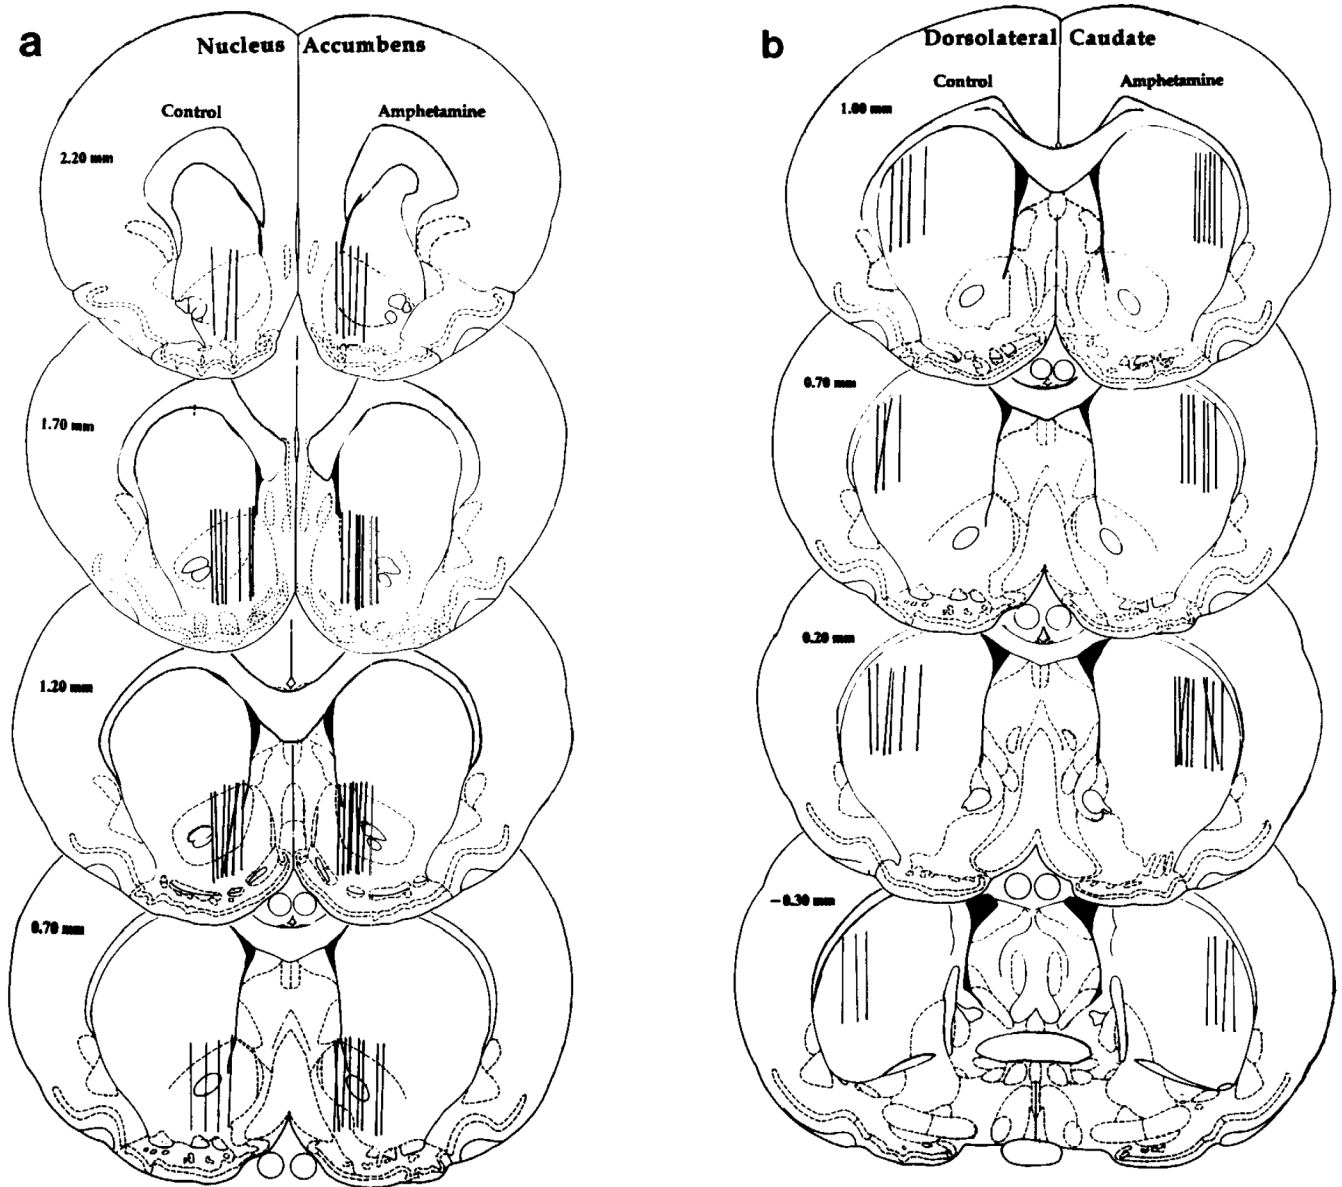 a
Nucleus Accumbens
Control
Amphetamine
2.20 mm
1.70 mm
1.20 mm
0.70 mm
b
Dorsolateral Caudate
Control
Amphetamine
1.00 mm
0.70 mm
0.20 mm
−0.30 mm